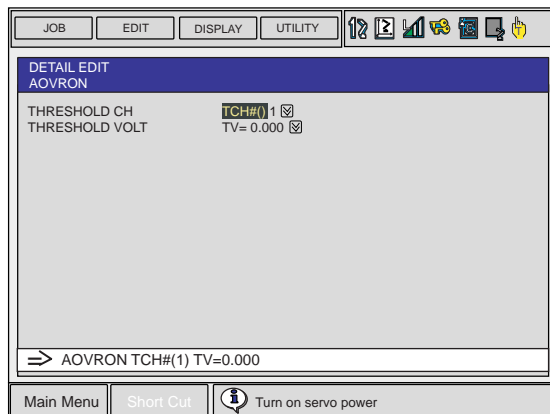 JOB EDIT DISPLAY UTILITY
DETAIL EDIT
AOVRON
THRESHOLD CH TCH#() 1
THRESHOLD VOLT TV= 0.000
=> AOVRON TCH#(1) TV=0.000
Main Menu Short Cut Turn on servo power